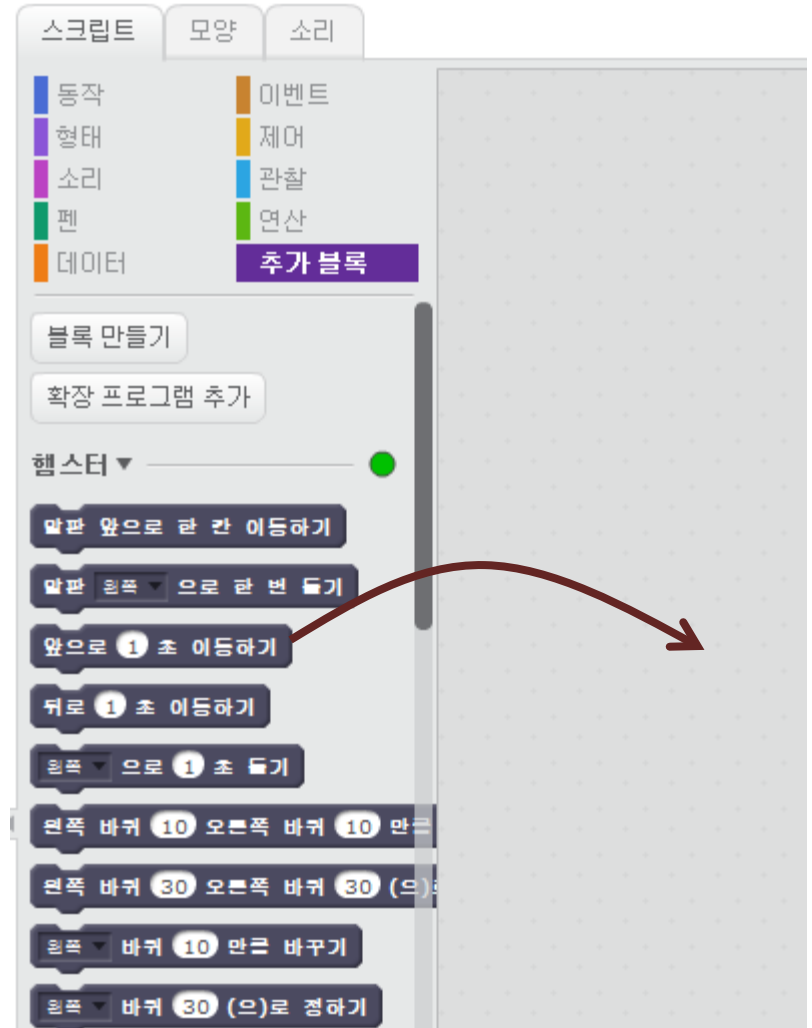 스크립트 모양 소리
동작 이벤트
형태 제어
소리 관찰
펜 연산
데이터 추가 블록
블록 만들기
확장 프로그램 추가
햄스터
말판 앞으로 한 칸 이동하기
말판 왼쪽 으로 한 번 돌기
앞으로 1 초 이동하기
뒤로 1 초 이동하기
왼쪽 으로 1 초 돌기
왼쪽 바퀴 10 오른쪽 바퀴 10 만큼
왼쪽 바퀴 30 오른쪽 바퀴 30 (으)로
왼쪽 바퀴 10 만큼 바꾸기
왼쪽 바퀴 30 (으)로 정하기